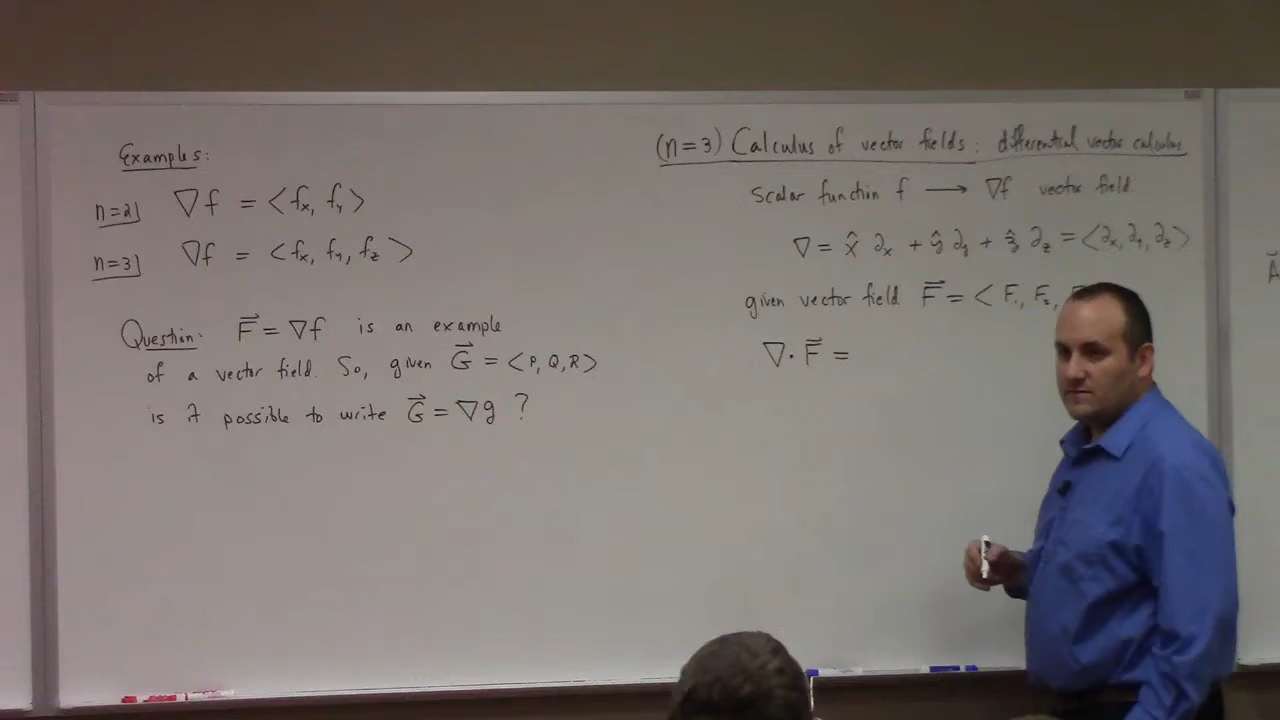 Examples:
n=2] ∇f = <fx, fy>
n=3] ∇f = <fx, fy, fz>
Question: F⃗ = ∇f is an example
of a vector field. So, given G⃗ = <P, Q, R>
is it possible to write G⃗ = ∇g ?
(n=3) Calculus of vector fields: differential vector calculus
Scalar function f → ∇f vector field.
∇ = x̂ ∂x + ŷ ∂y + ẑ ∂z = <∂x, ∂y, ∂z>
given vector field F⃗ = < F₁, F₂,
∇ · F⃗ =
A⃗